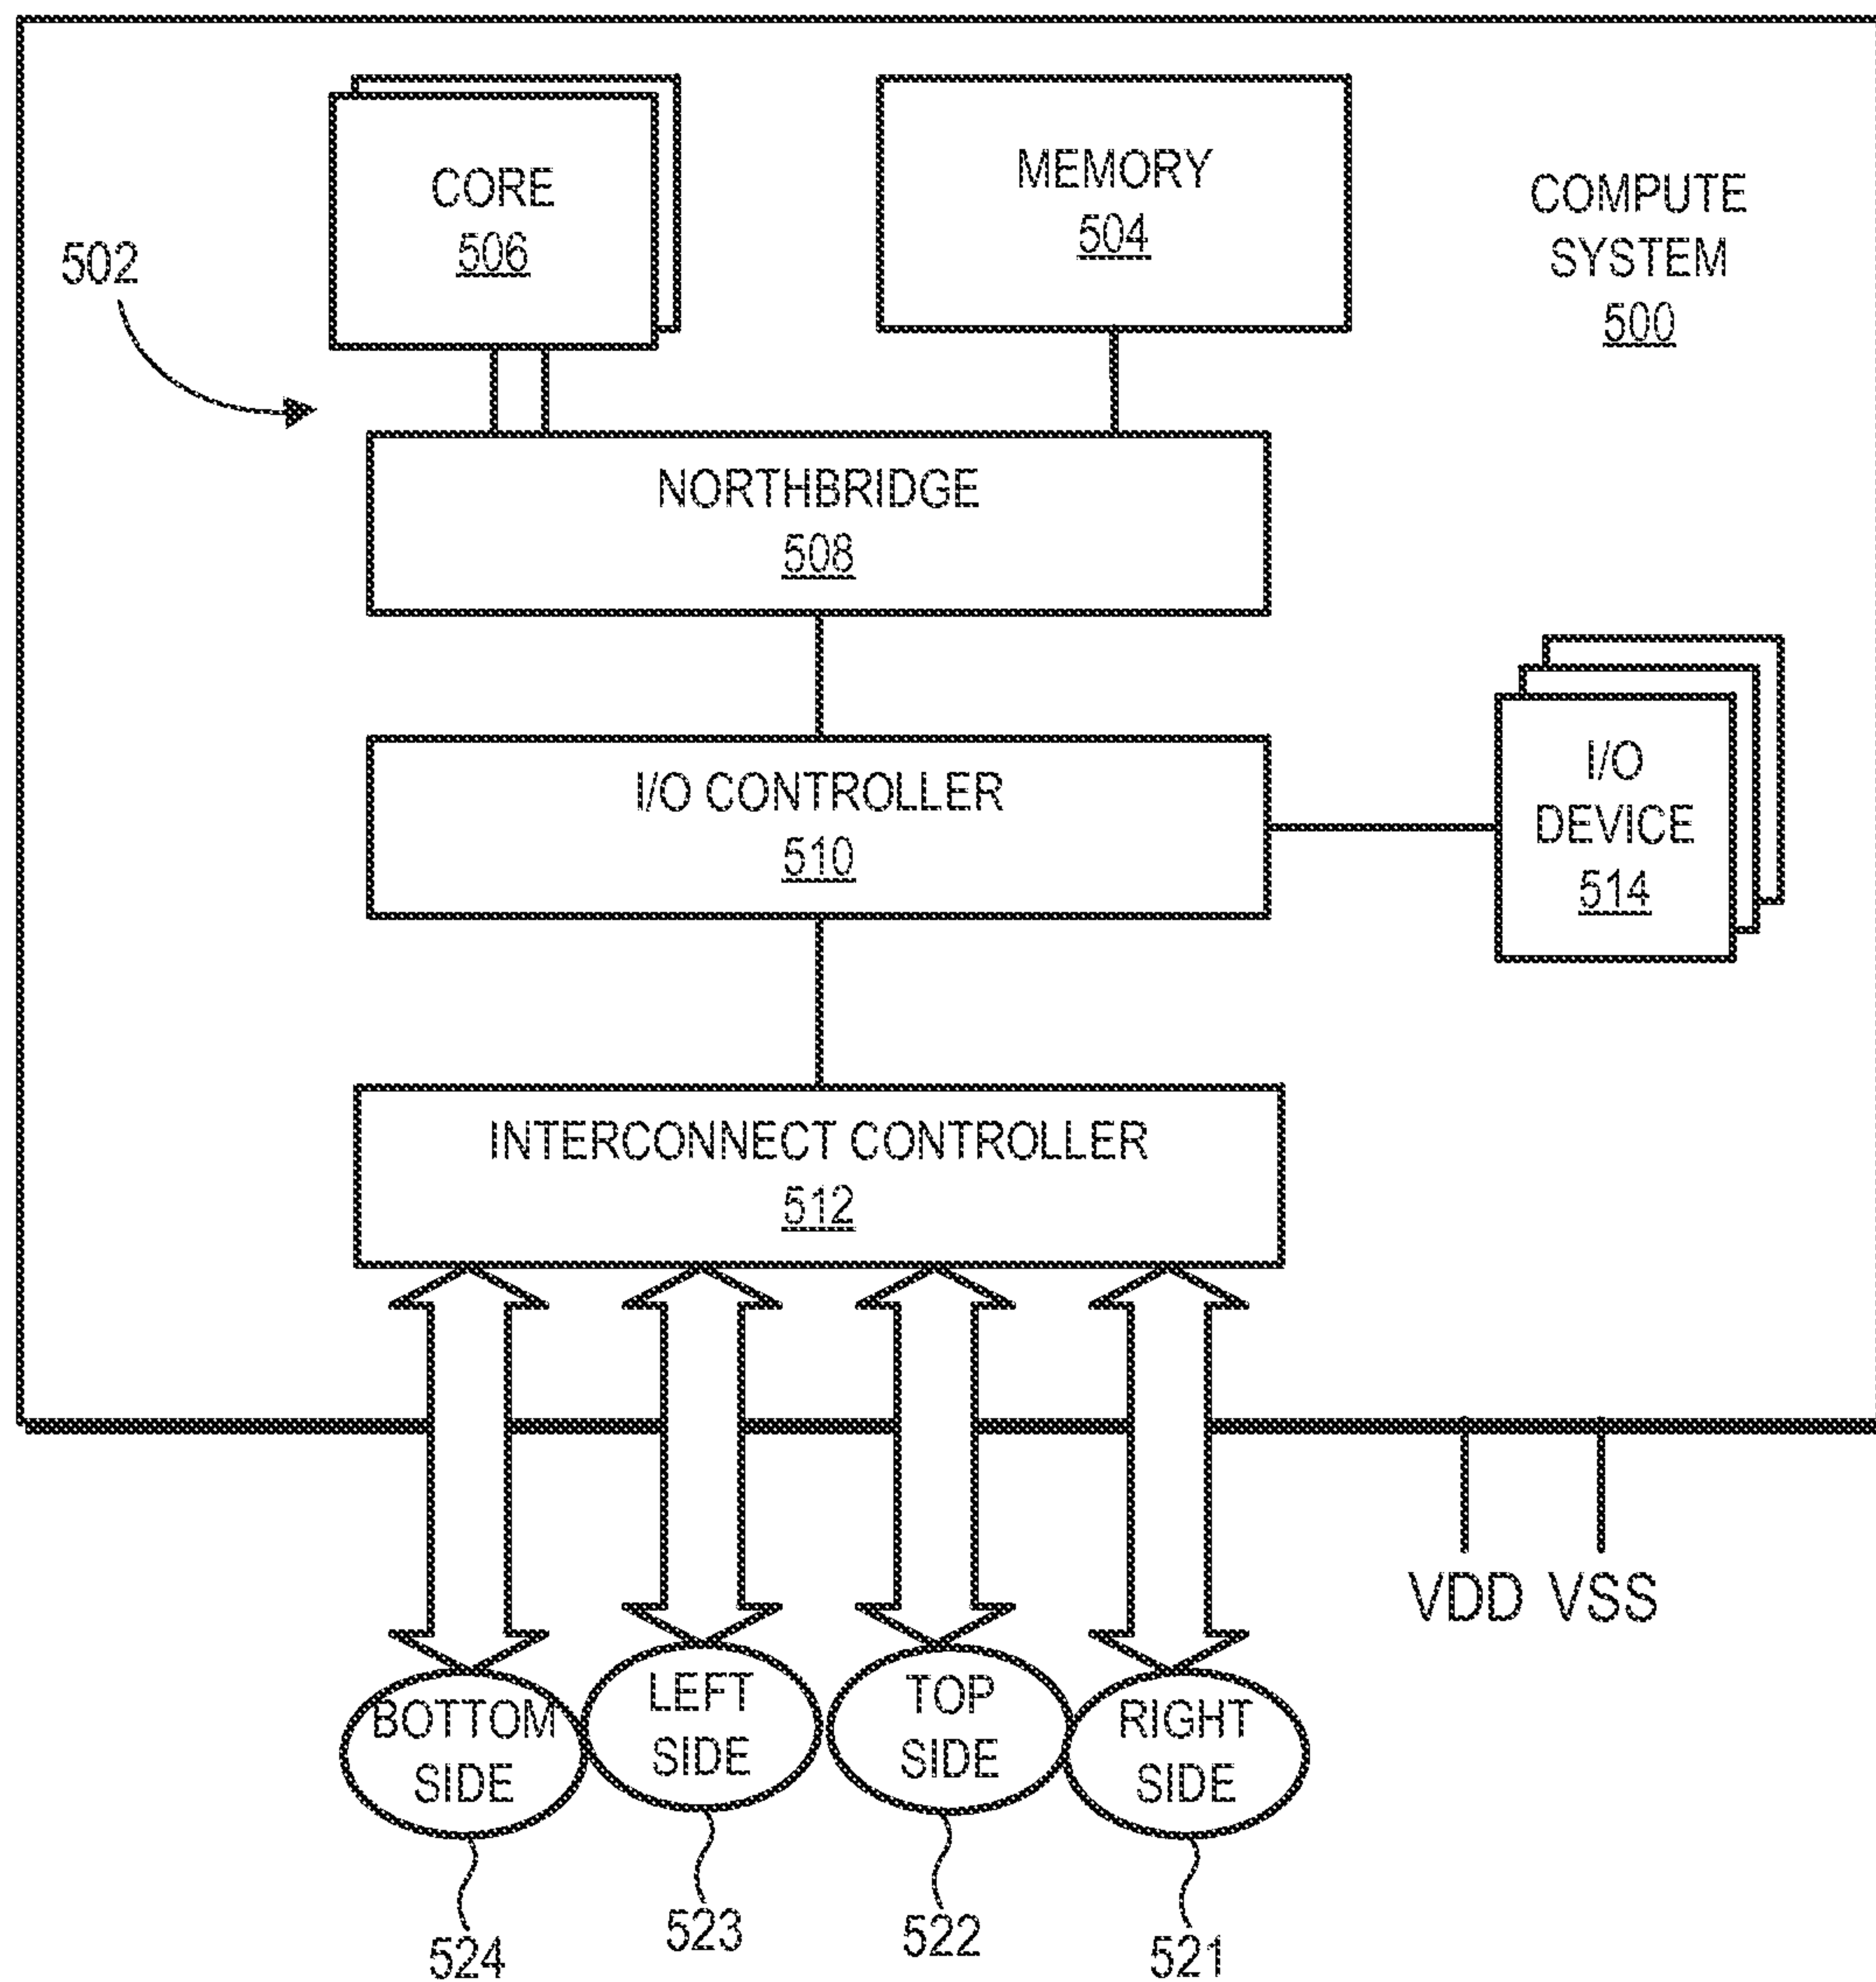 CORE
506
MEMORY
504
COMPUTE
SYSTEM
500
502
NORTHBRIDGE
508
I/O CONTROLLER
510
I/O
DEVICE
514
INTERCONNECT CONTROLLER
512
VDD VSS
BOTTOM
SIDE
LEFT
SIDE
TOP
SIDE
RIGHT
SIDE
524
523
522
521